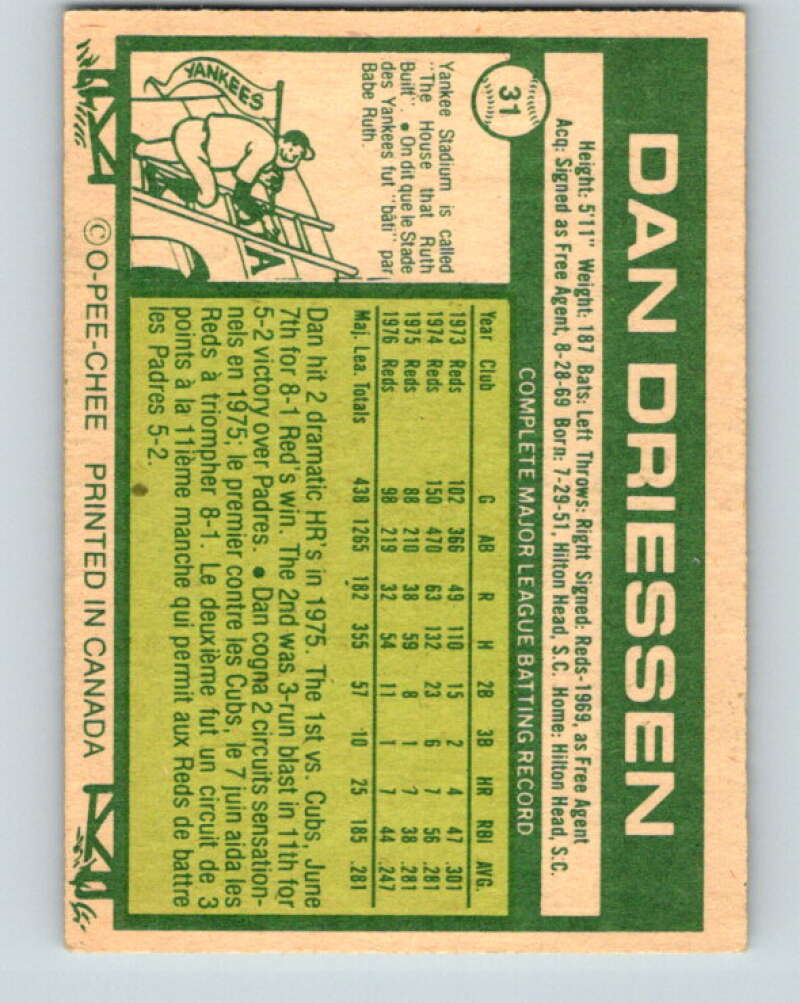 31
DAN DRIESSEN
Height: 5'11" Weight: 187 Bats: Left Throws: Right Signed: Reds-1969, as Free Agent
Acq: Signed as Free Agent, 8-28-69 Born: 7-29-51, Hilton Head, S.C. Home: Hilton Head, S.C.
COMPLETE MAJOR LEAGUE BATTING RECORD
Yankee Stadium is called
"The House that Ruth
Built". ● On dit que le Stade
des Yankees fut "bâti" par
Babe Ruth.
YANKEES
A
Year Club G AB R H 2B 3B HR RBI AVG.
1973 Reds 102 366 49 110 15 2 4 47 .301
1974 Reds 150 470 63 132 23 6 7 56 .281
1975 Reds 88 210 38 59 8 1 7 38 .281
1976 Reds 98 219 32 54 11 1 7 44 .247
Maj. Lea. Totals 438 1265 182 355 57 10 25 185 .281
Dan hit 2 dramatic HR's in 1975. The 1st vs. Cubs, June
7th for 8-1 Red's win. The 2nd was 3-run blast in 11th for
5-2 victory over Padres. ● Dan cogna 2 circuits sensation-
nels en 1975: le premier contre les Cubs, le 7 juin aida les
Reds à triompher 8-1. Le deuxième fut un circuit de 3
points à la 11ième manche qui permit aux Reds de battre
les Padres 5-2.
©O-PEE-CHEE PRINTED IN CANADA